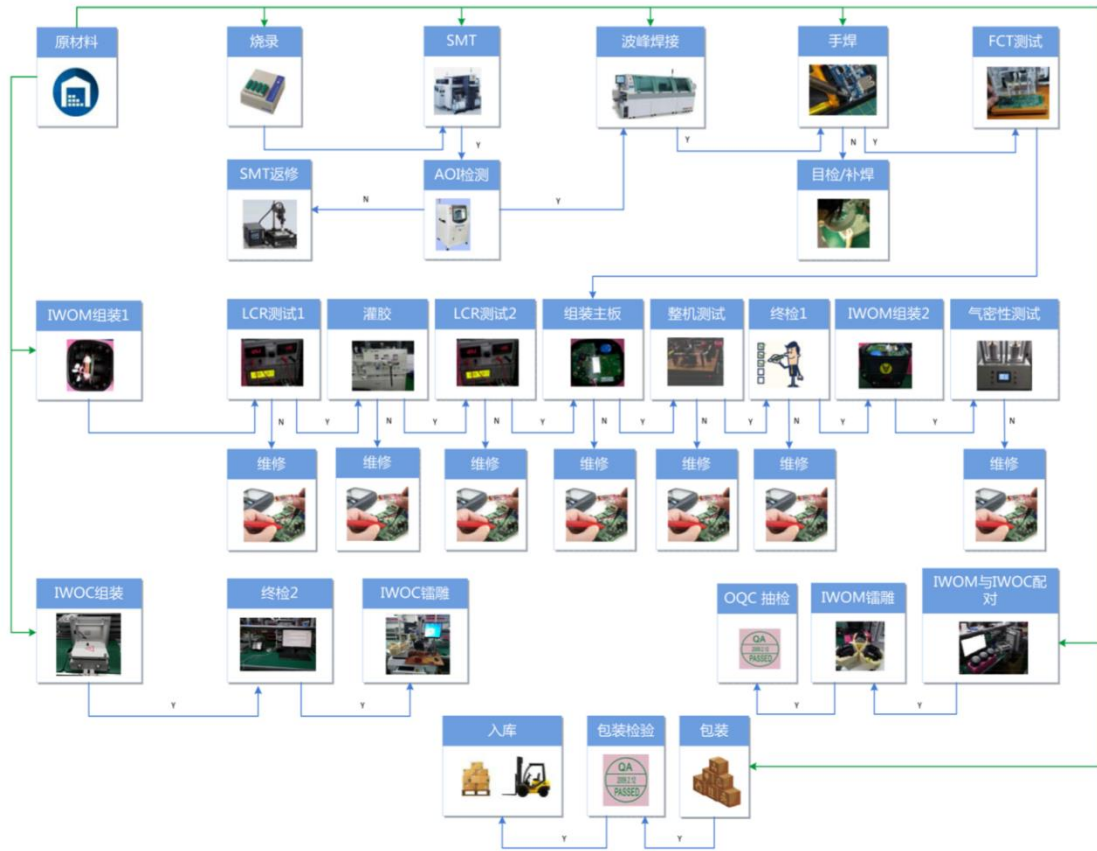 原材料
烧录
SMT
波峰焊接
手焊
FCT测试
Y
Y
N
Y
SMT返修
AOI检测
目检/补焊
N
Y
IWOM组装1
LCR测试1
灌胶
LCR测试2
组装主板
整机测试
终检1
IWOM组装2
气密性测试
N
N
N
N
N
N
N
Y
Y
Y
Y
Y
Y
Y
Y
维修
维修
维修
维修
维修
维修
维修
IWOC组装
终检2
IWOC镭雕
OQC 抽检
IWOM镭雕
IWOM与IWOC配
对
QA
PASSED
Y
Y
Y
Y
入库
包装检验
包装
QA
PASSED
Y
Y